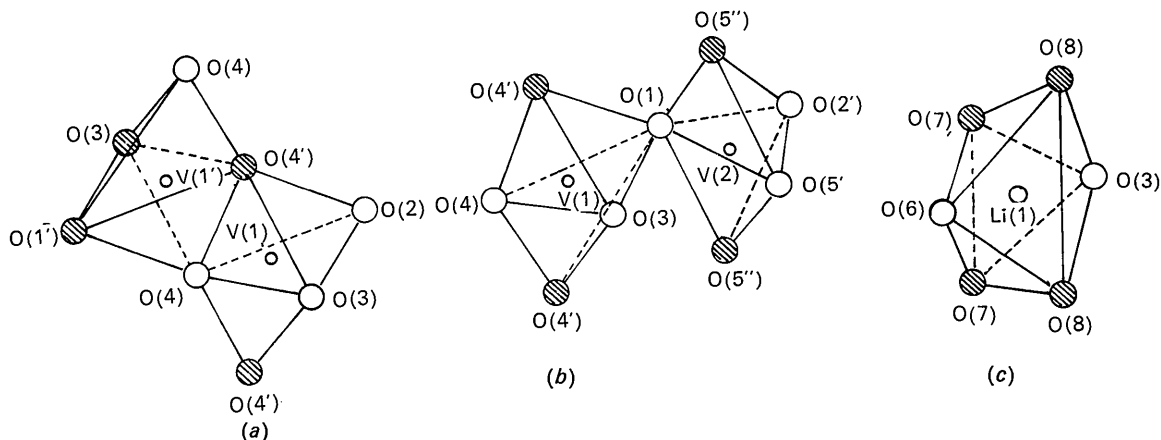 O(4)
O(3)
O(4')
V(1')
O(2)
V(1)
O(1⁻)
O(4)
O(3)
O(4')
(a)
O(5'')
O(4')
O(1)
O(2')
V(2)
V(1)
O(4)
O(3)
O(5'
O(5'')
O(4')
(b)
O(8)
O(7)
O(3)
O(6)
Li(1)
O(7)
O(8)
(c)